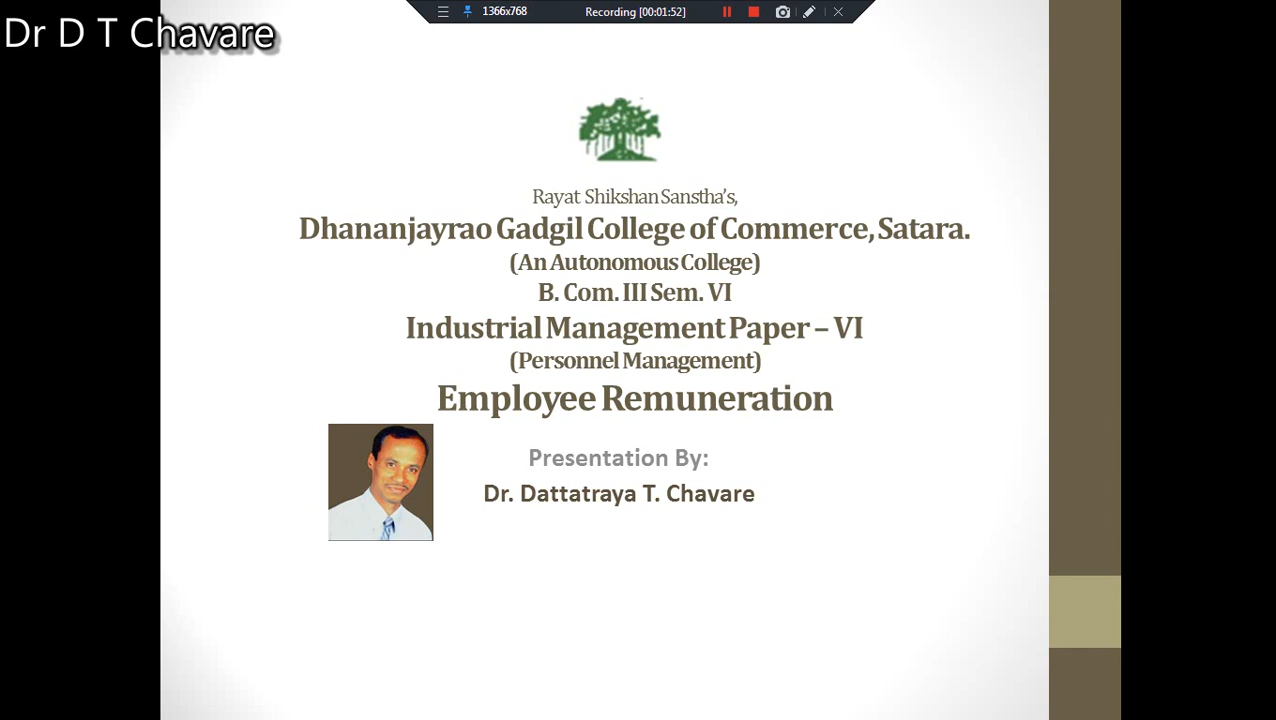 1366x768 Recording [00:01:52]
Dr D T Chavare
Rayat Shikshan Sanstha's,
Dhananjayrao Gadgil College of Commerce, Satara.
(An Autonomous College)
B. Com. III Sem. VI
Industrial Management Paper – VI
(Personnel Management)
Employee Remuneration
Presentation By:
Dr. Dattatraya T. Chavare